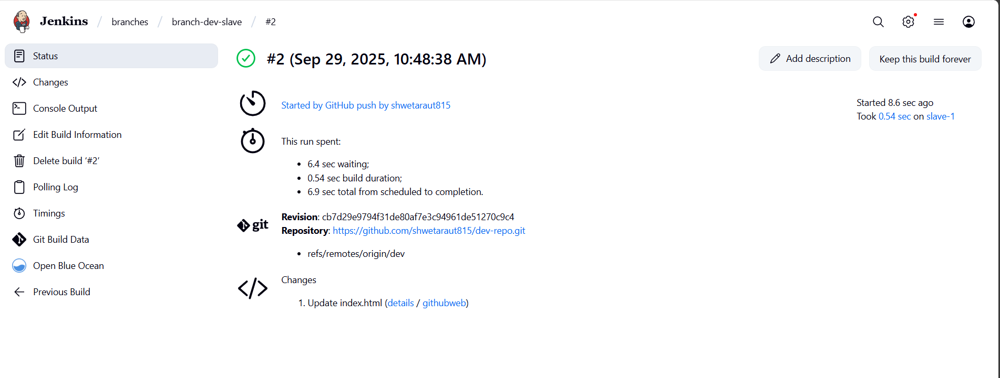 Jenkins / branches / branch-dev-slave / #2
Status
Changes
Console Output
Edit Build Information
Delete build ‘#2’
Polling Log
Timings
Git Build Data
Open Blue Ocean
Previous Build
#2 (Sep 29, 2025, 10:48:38 AM)
Add description
Keep this build forever
Started by GitHub push by shwetaraut815
Started 8.6 sec ago
Took 0.54 sec on slave-1
This run spent:
• 6.4 sec waiting;
• 0.54 sec build duration;
• 6.9 sec total from scheduled to completion.
git
Revision: cb7d29e9794f31de80af7e3c94961de51270c9c4
Repository: https://github.com/shwetaraut815/dev-repo.git
• refs/remotes/origin/dev
Changes
1. Update index.html (details / githubweb)